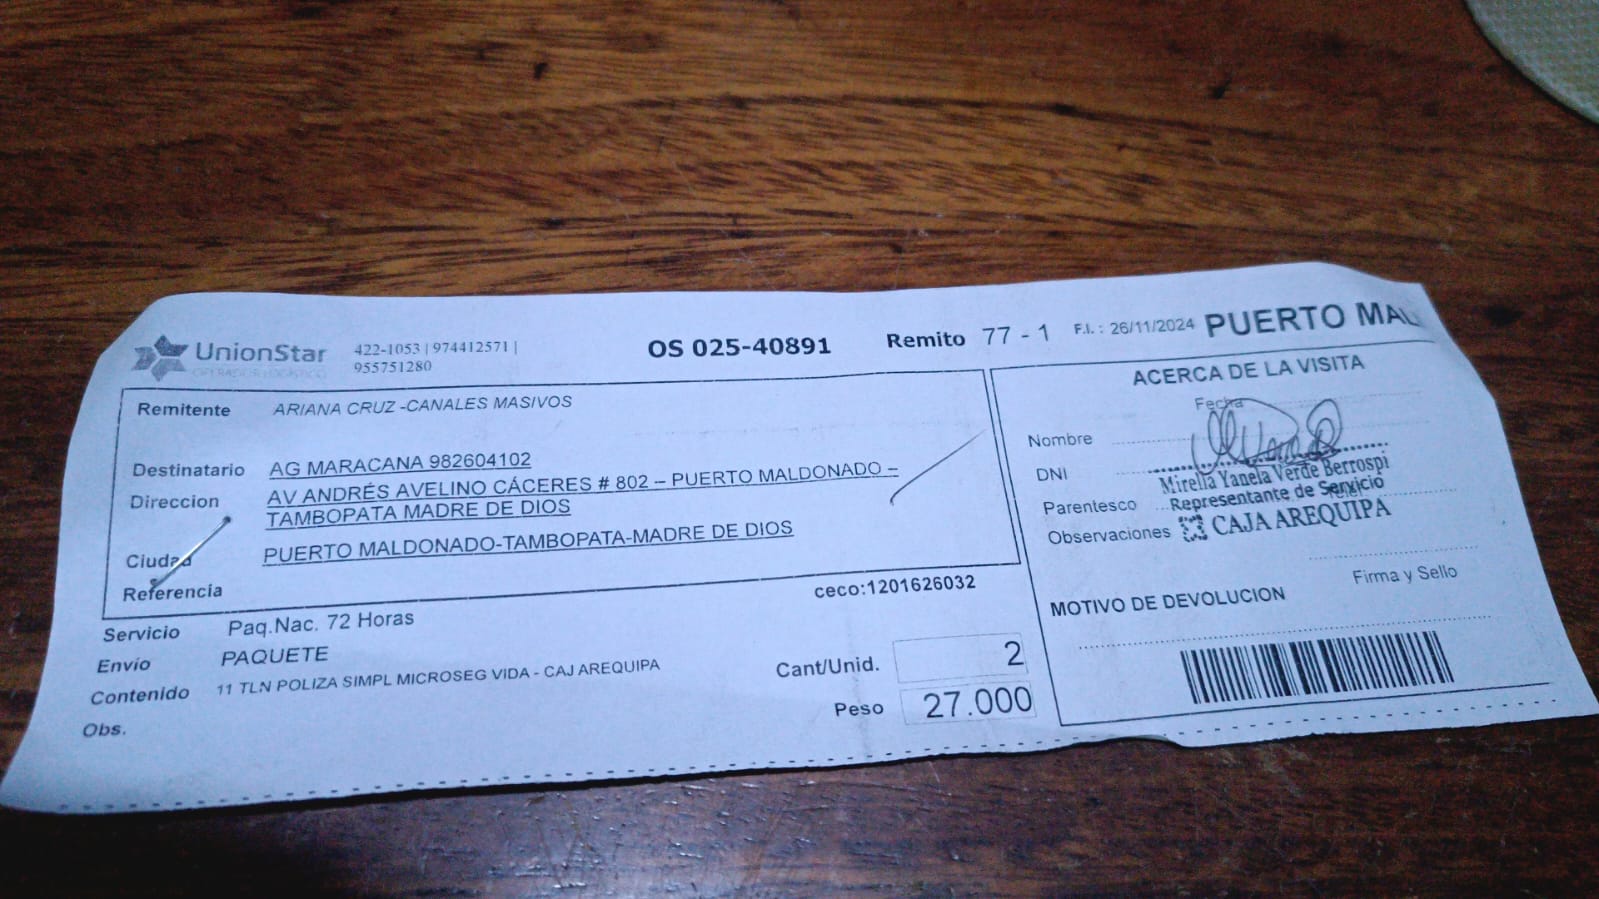 UnionStar
OPERADOR LOGÍSTICO
422-1053 | 974412571 |
955751280
OS 025-40891
Remito 77 - 1 F.I. : 26/11/2024 PUERTO MAL
Remitente ARIANA CRUZ -CANALES MASIVOS
Destinatario AG MARACANA 982604102
Direccion AV ANDRÉS AVELINO CÁCERES # 802 – PUERTO MALDONADO –
TAMBOPATA MADRE DE DIOS
Ciudad PUERTO MALDONADO-TAMBOPATA-MADRE DE DIOS
Referencia
ceco:1201626032
Servicio Paq.Nac. 72 Horas
Envío PAQUETE
Contenido 11 TLN POLIZA SIMPL MICROSEG VIDA - CAJ AREQUIPA
Obs.
Cant/Unid. 2
Peso 27.000
ACERCA DE LA VISITA
Fecha
Nombre
DNI
Mirella Yanela Verde Berrospi
Parentesco Representante de Servicio
Observaciones CAJA AREQUIPA
Firma y Sello
MOTIVO DE DEVOLUCION